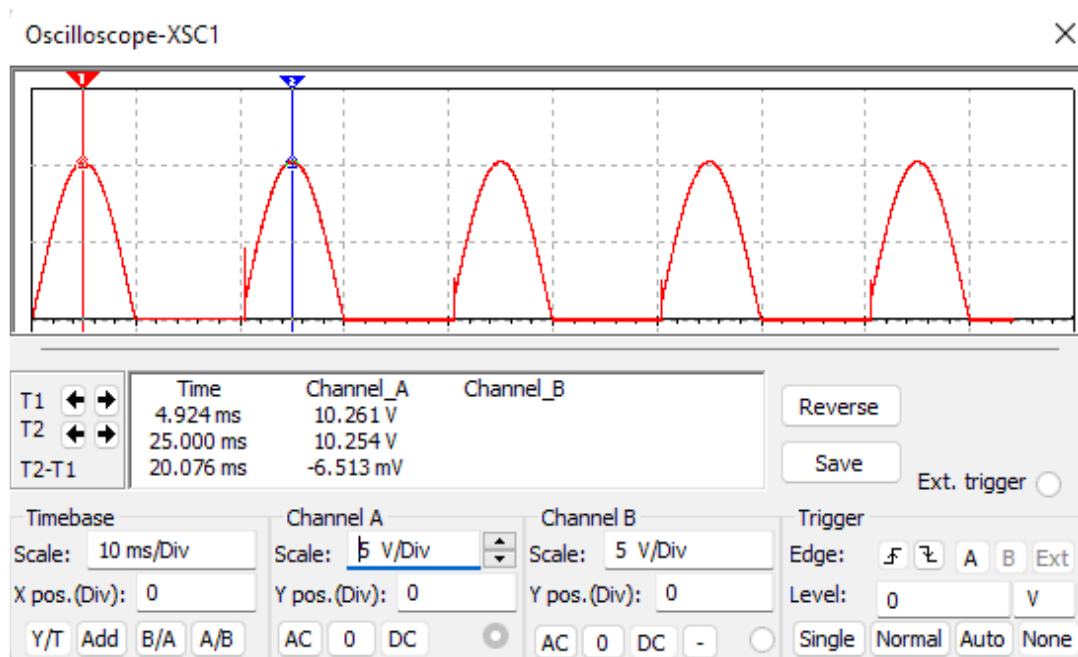 Oscilloscope-XSC1
1 2
Time Channel_A Channel_B
T1 4.924 ms 10.261 V
T2 25.000 ms 10.254 V
T2-T1 20.076 ms -6.513 mV
Reverse
Save
Ext. trigger
Timebase
Scale: 10 ms/Div
X pos.(Div): 0
Y/T Add B/A A/B
Channel A
Scale: 5 V/Div
Y pos.(Div): 0
AC 0 DC
Channel B
Scale: 5 V/Div
Y pos.(Div): 0
AC 0 DC -
Trigger
Edge: A B Ext
Level: 0 V
Single Normal Auto None